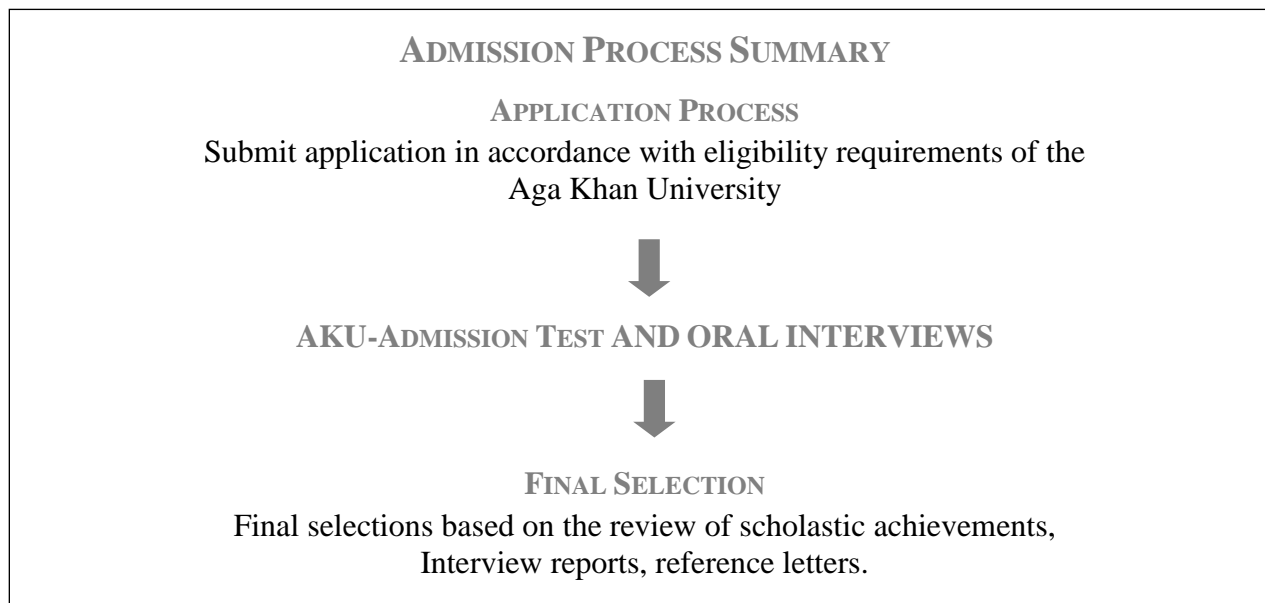 ADMISSION PROCESS SUMMARY
APPLICATION PROCESS
Submit application in accordance with eligibility requirements of the
Aga Khan University
AKU-ADMISSION TEST AND ORAL INTERVIEWS
FINAL SELECTION
Final selections based on the review of scholastic achievements,
Interview reports, reference letters.